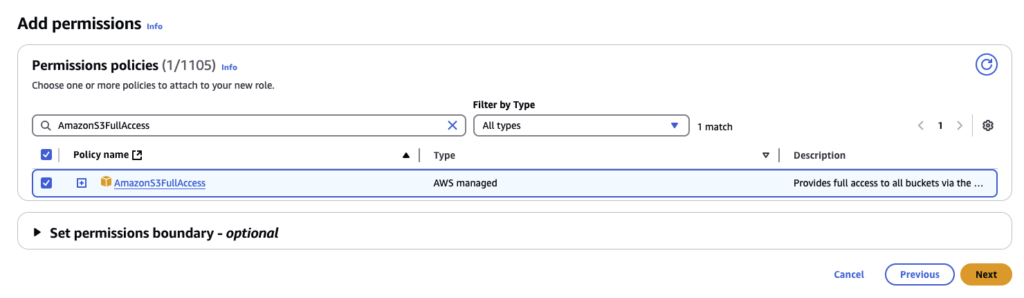 Add permissions Info
Permissions policies (1/1105) Info
Choose one or more policies to attach to your new role.
Filter by Type
AmazonS3FullAccess All types 1 match 1
Policy name Type Description
AmazonS3FullAccess AWS managed Provides full access to all buckets via the ...
Set permissions boundary - optional
Cancel Previous Next